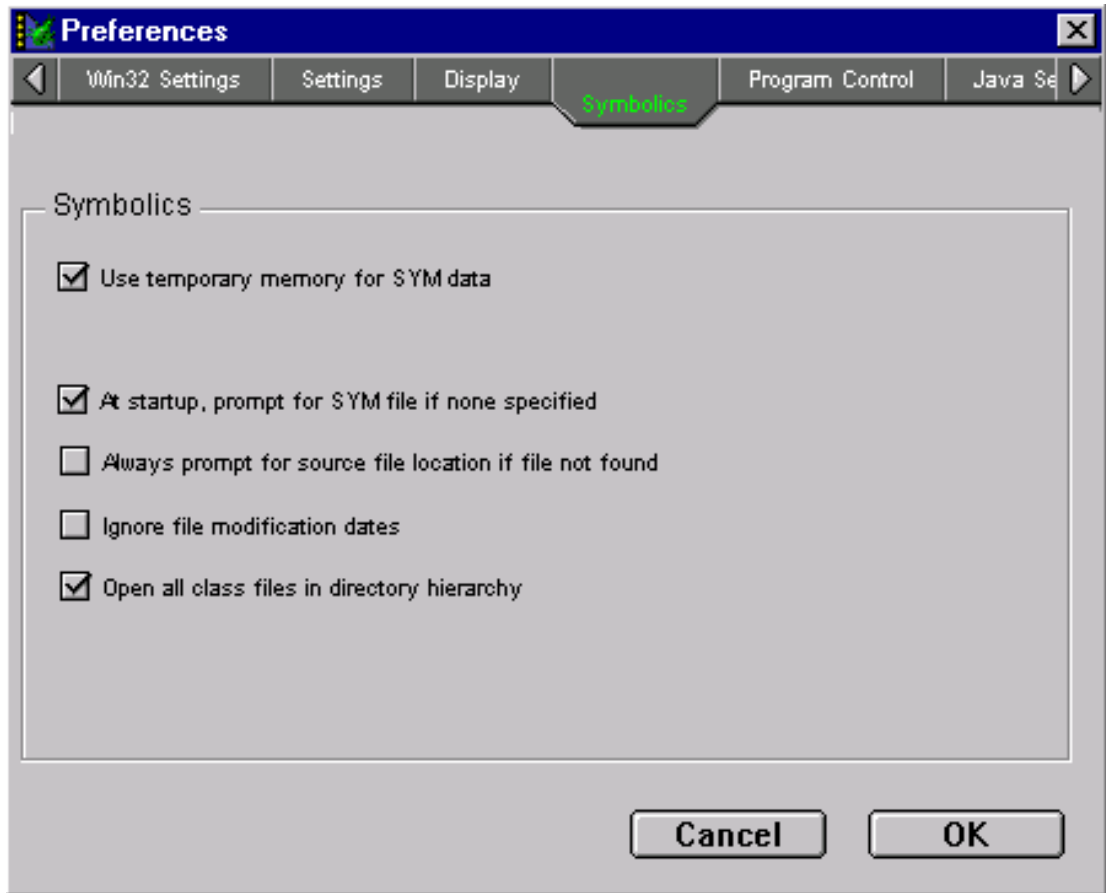 Preferences
Win32 Settings Settings Display Symbolics Program Control Java Se
Symbolics
Use temporary memory for SYM data
At startup, prompt for SYM file if none specified
Always prompt for source file location if file not found
Ignore file modification dates
Open all class files in directory hierarchy
Cancel OK